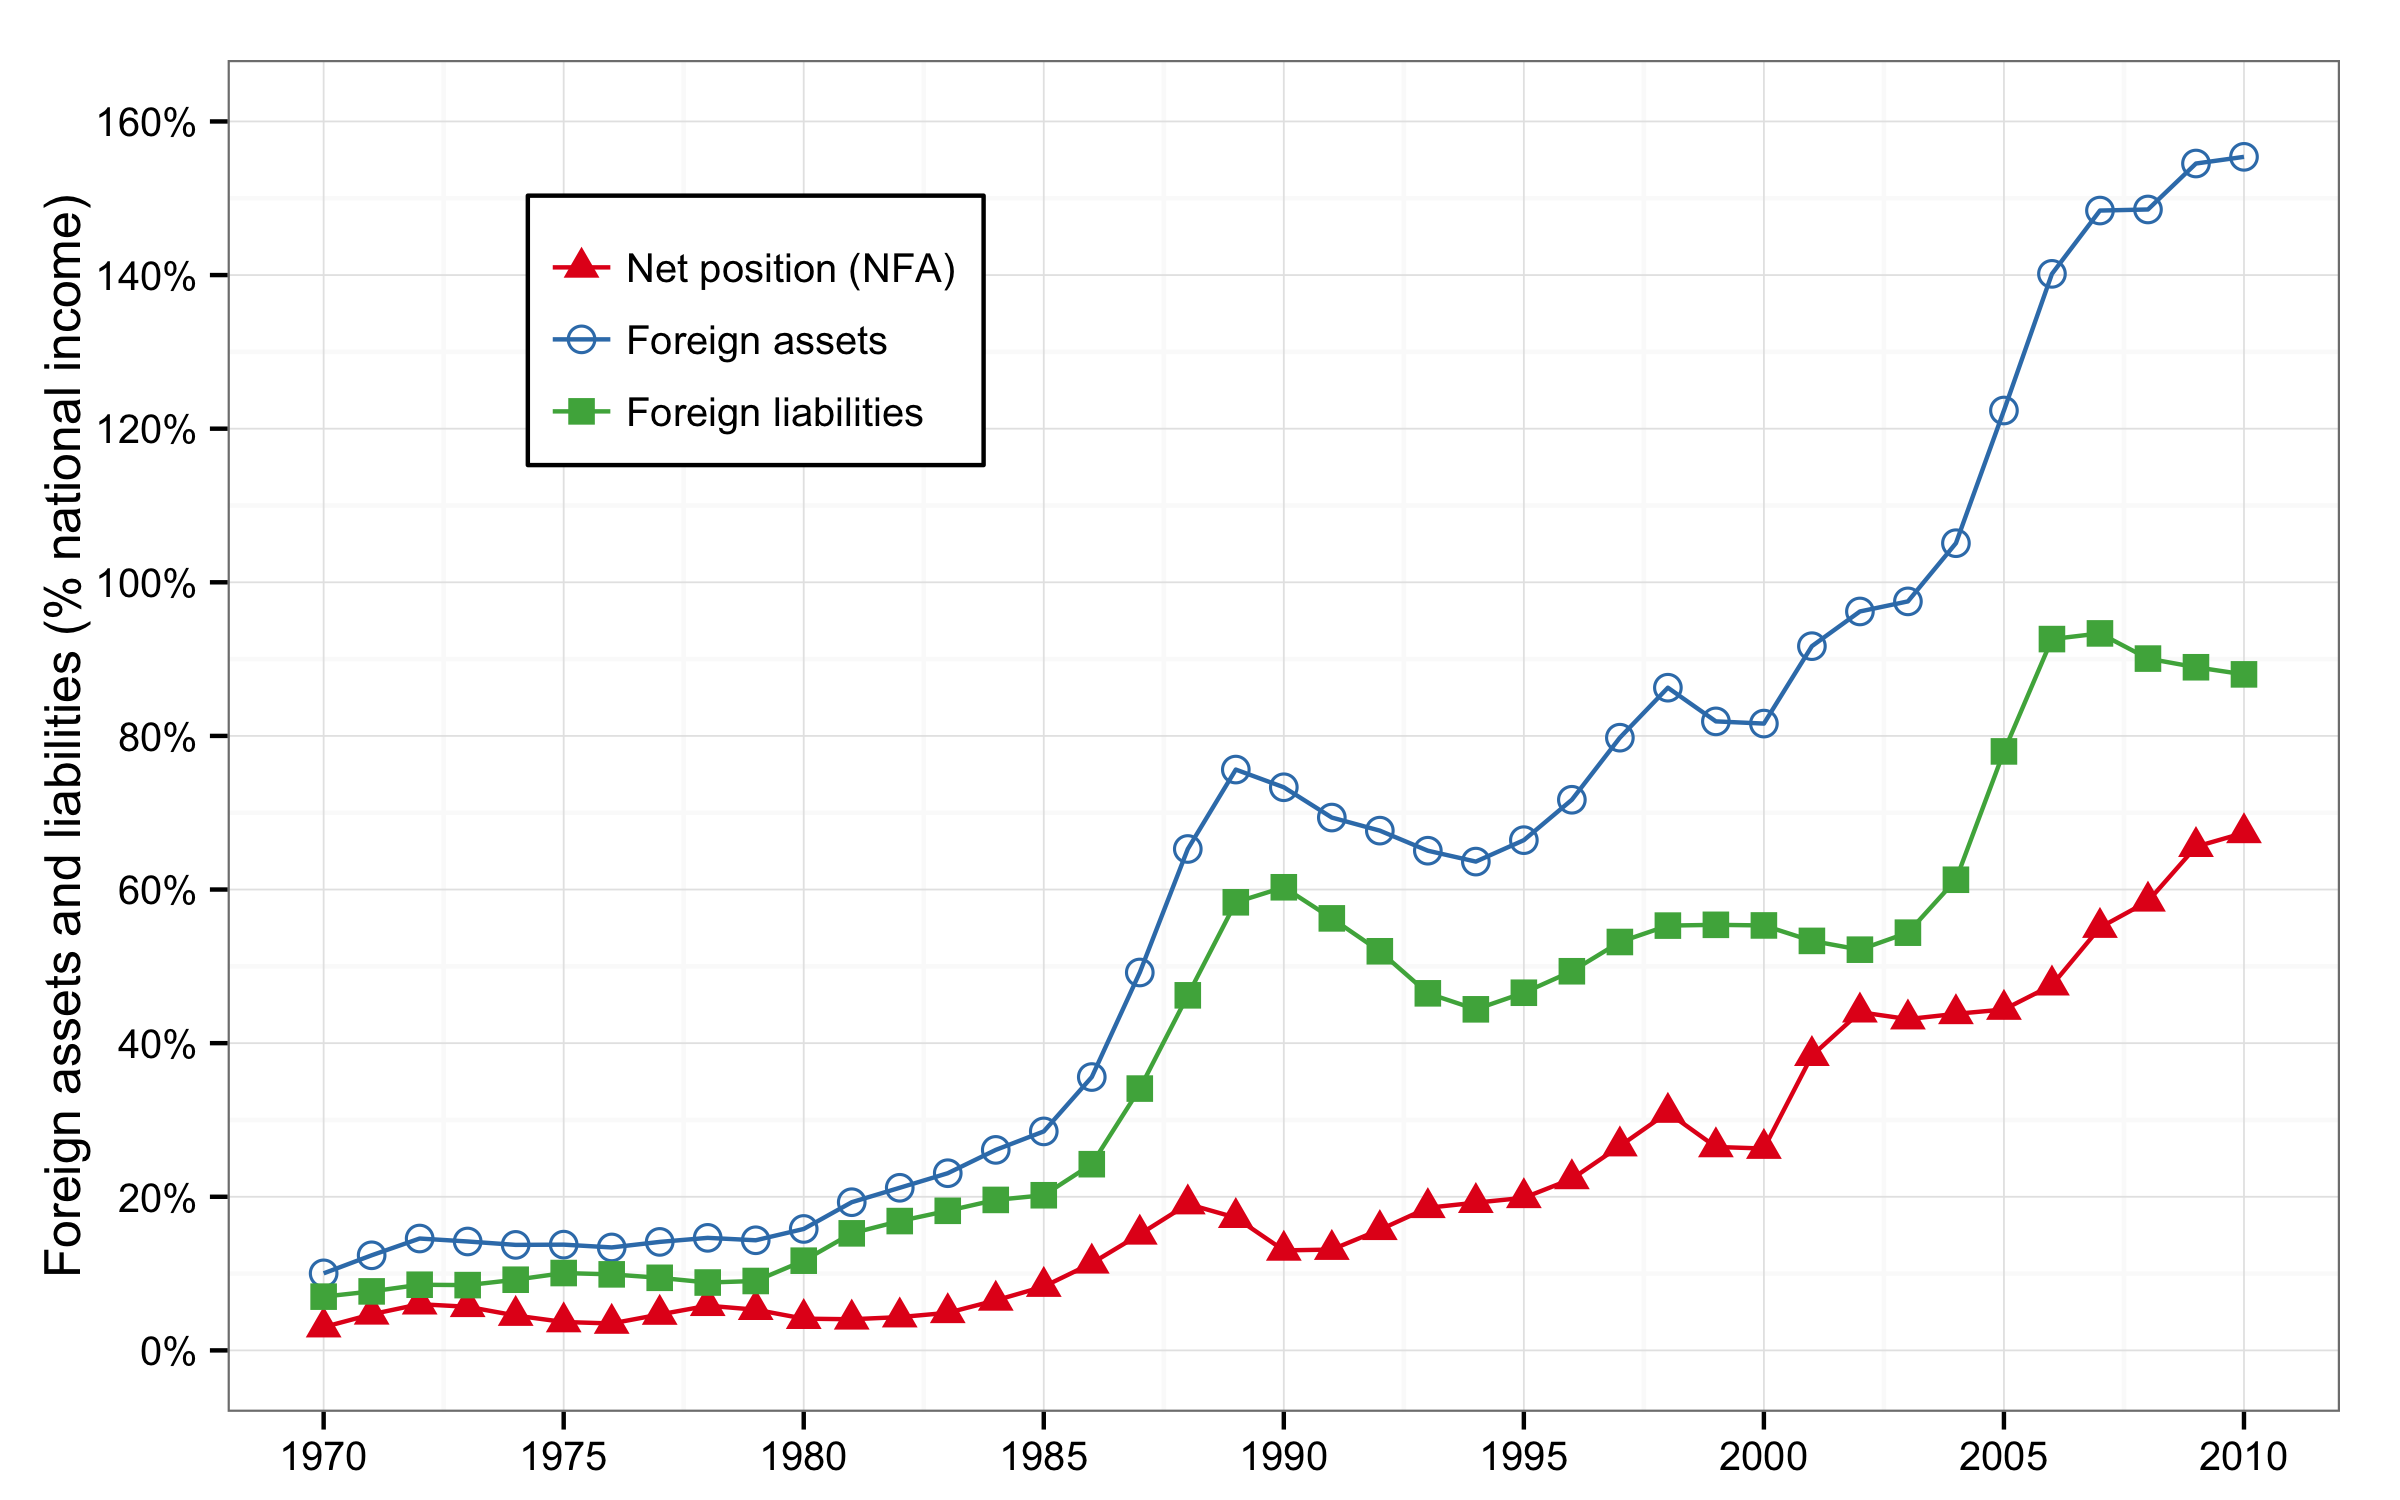 Foreign assets and liabilities (% national income)
160%
140%
120%
100%
80%
60%
40%
20%
0%
Net position (NFA)
Foreign assets
Foreign liabilities
1970 1975 1980 1985 1990 1995 2000 2005 2010